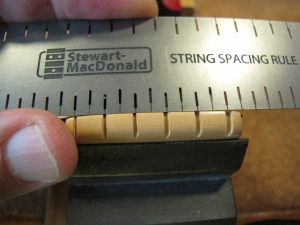 Stewart-
MacDonald
STRING SPACING RULE